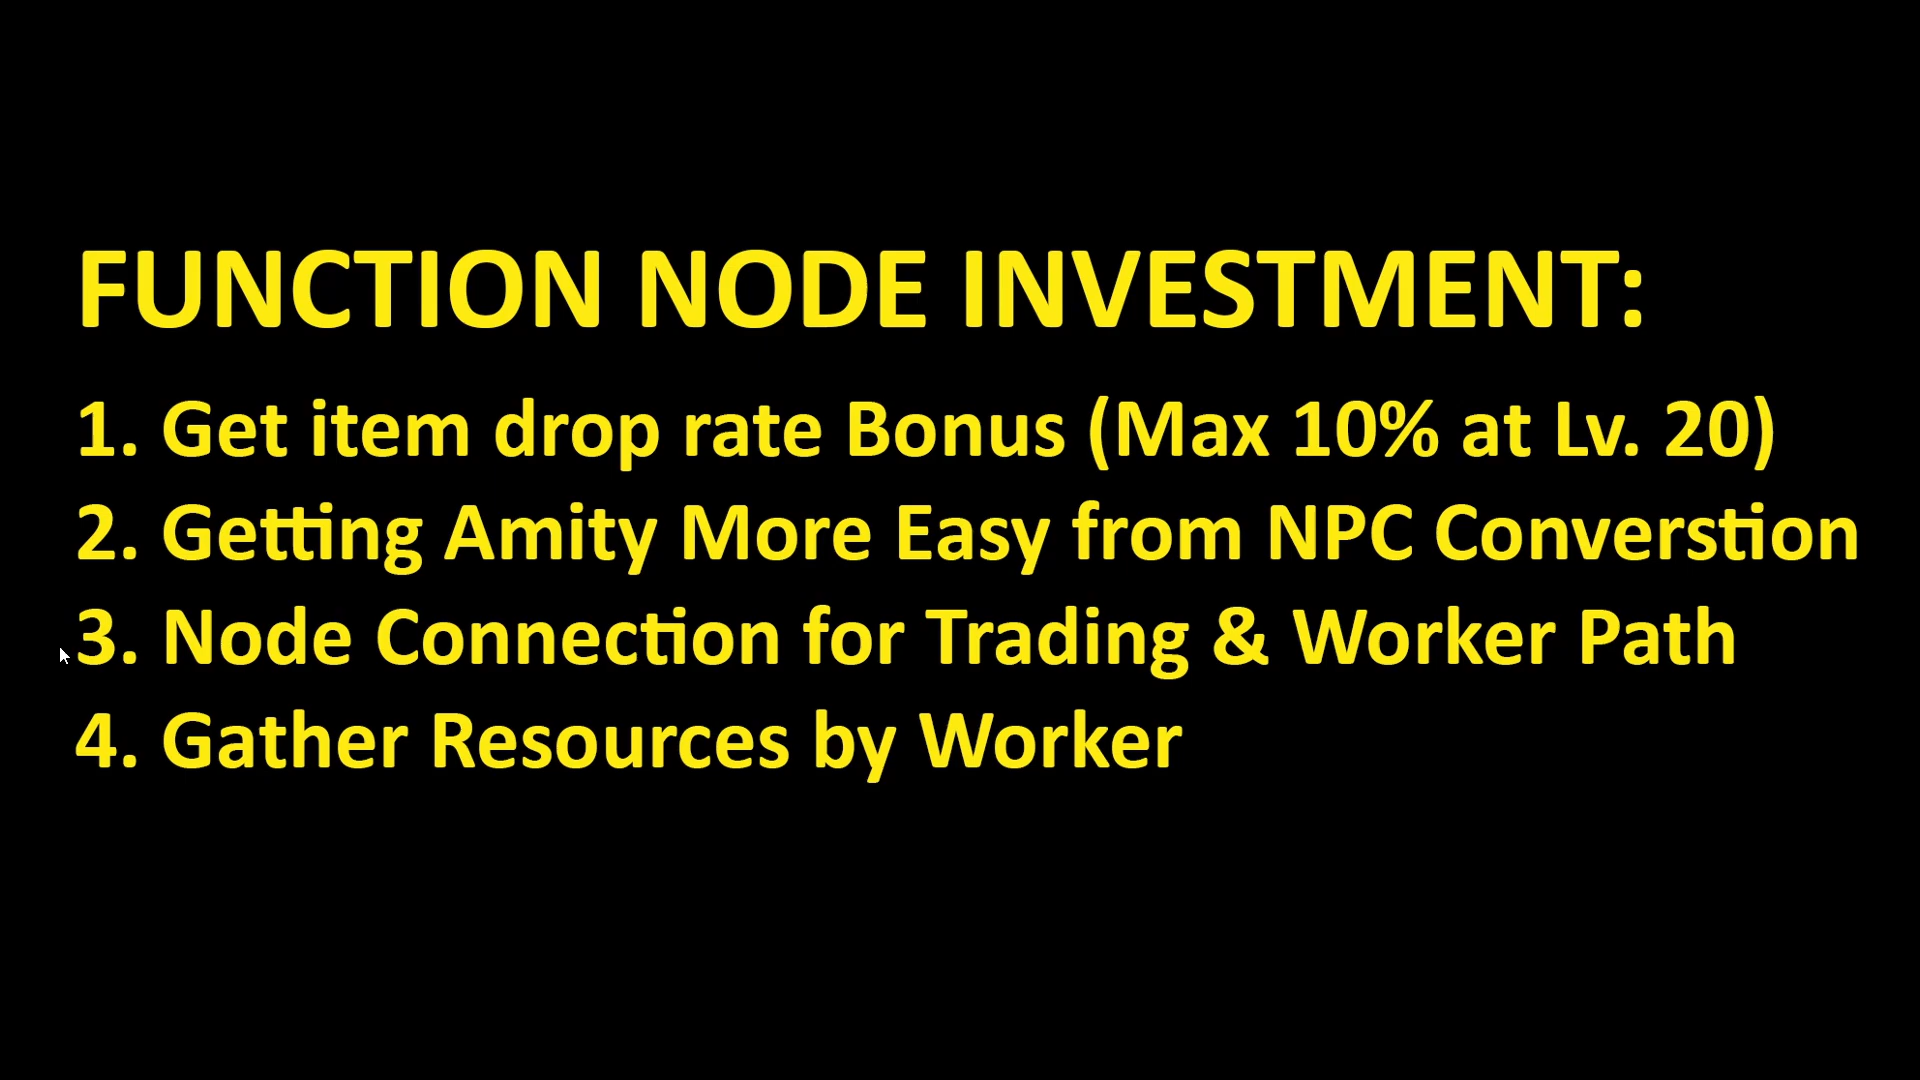 FUNCTION NODE INVESTMENT:
1. Get item drop rate Bonus (Max 10% at Lv. 20)
2. Getting Amity More Easy from NPC Converstion
3. Node Connection for Trading & Worker Path
4. Gather Resources by Worker